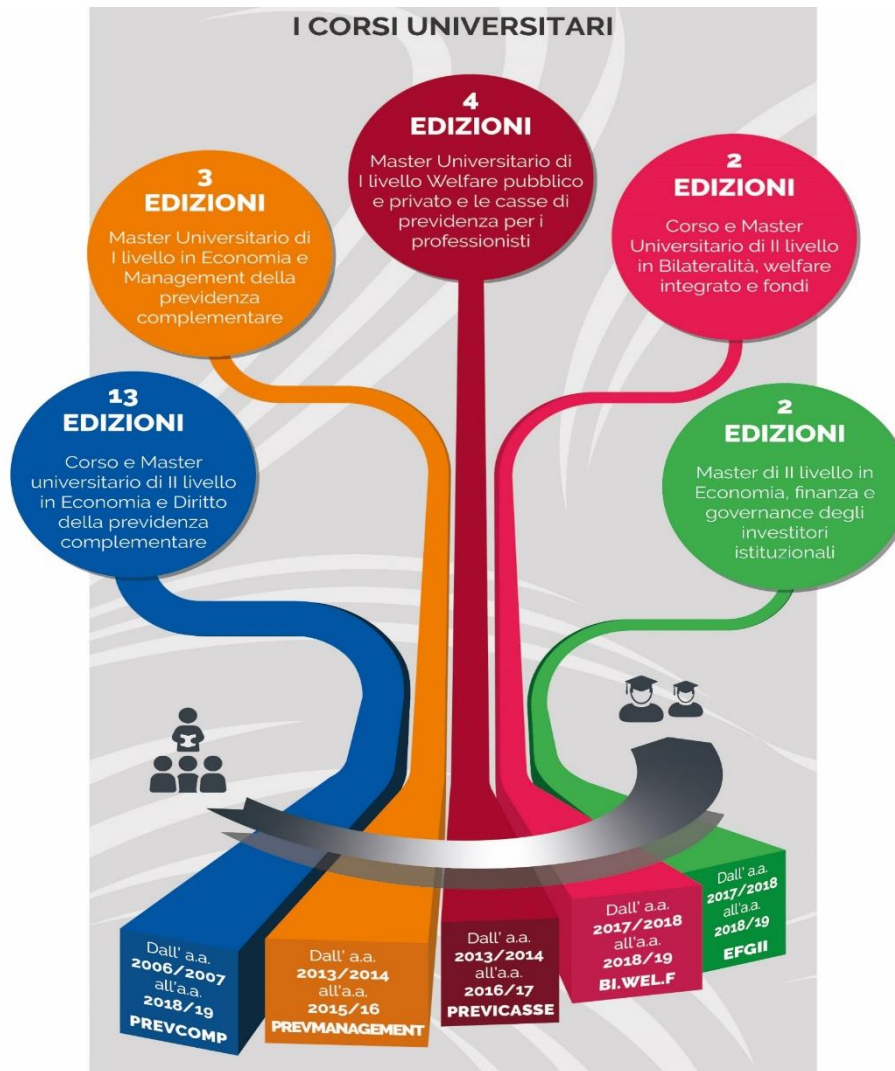 I CORSI UNIVERSITARI
4
EDIZIONI
Master Universitario di
I livello Welfare pubblico
e privato e le casse di
previdenza per i
professionisti
3
EDIZIONI
Master Universitario di
I livello in Economia e
Management della
previdenza
complementare
2
EDIZIONI
Corso e Master
Universitario di II livello
in Bilateralità, welfare
integrato e fondi
13
EDIZIONI
Corso e Master
universitario di II livello
in Economia e Diritto
della previdenza
complementare
2
EDIZIONI
Master di II livello in
Economia, finanza e
governance degli
investitori
istituzionali
Dall' a.a.
2006/2007
all'a.a.
2018/19
PREVCOMP
Dall' a.a.
2013/2014
all'a.a.
2015/16
PREVMANAGEMENT
Dall' a.a.
2013/2014
all'a.a.
2016/17
PREVICASSE
Dall' a.a.
2017/2018
all'a.a.
2018/19
BI.WEL.F
Dall' a.a.
2017/2018
all'a.a.
2018/19
EFGII